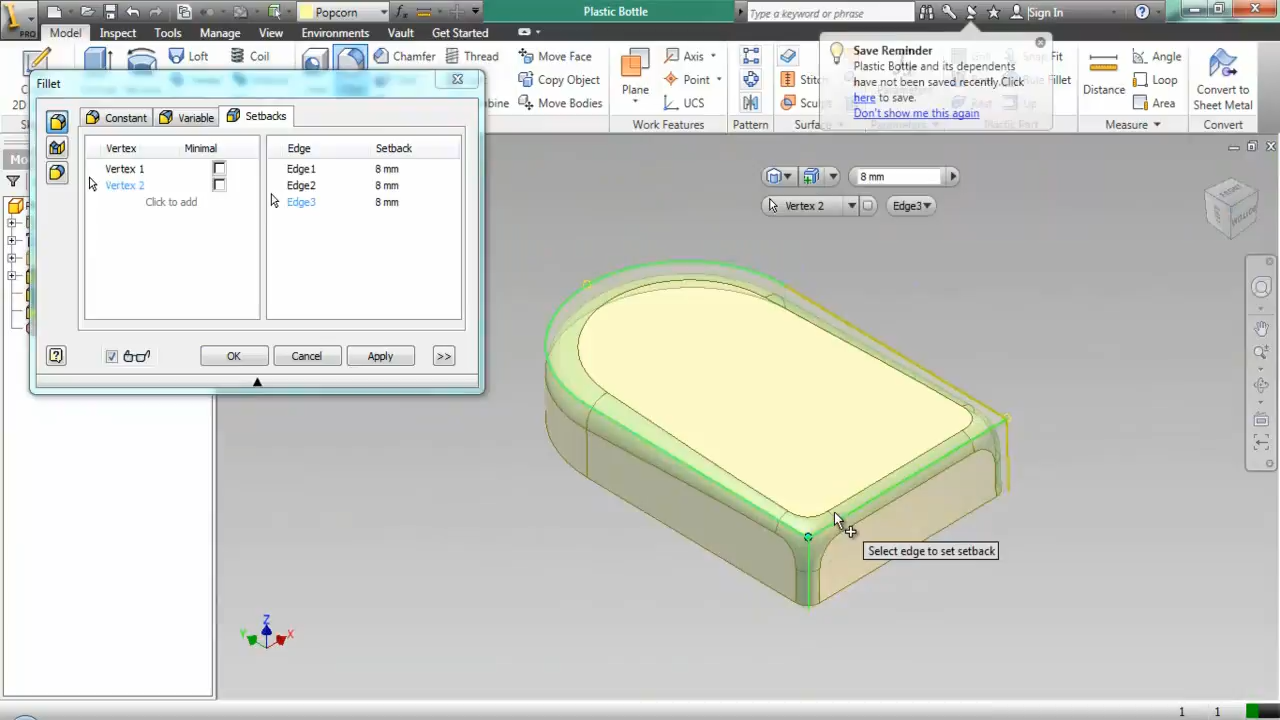 Popcorn
Plastic Bottle
Type a keyword or phrase
Sign In
PRO
Model
Inspect
Tools
Manage
View
Environments
Vault
Get Started
Loft
Coil
Chamfer
Thread
Move Face
Copy Object
Move Bodies
Plane
Axis
Point
UCS
Work Features
Pattern
Save Reminder
Plastic Bottle and its dependents
have not been saved recently.Click
here to save.
Don't show me this again
Distance
Angle
Loop
Area
Measure
Convert to
Sheet Metal
Convert
Fillet
Constant
Variable
Setbacks
Vertex Minimal
Vertex 1
Vertex 2
Click to add
Edge Setback
Edge1 8 mm
Edge2 8 mm
Edge3 8 mm
OK
Cancel
Apply
>>
8 mm
Vertex 2
Edge3
FRONT
Select edge to set setback
Z
Y
X
1 1